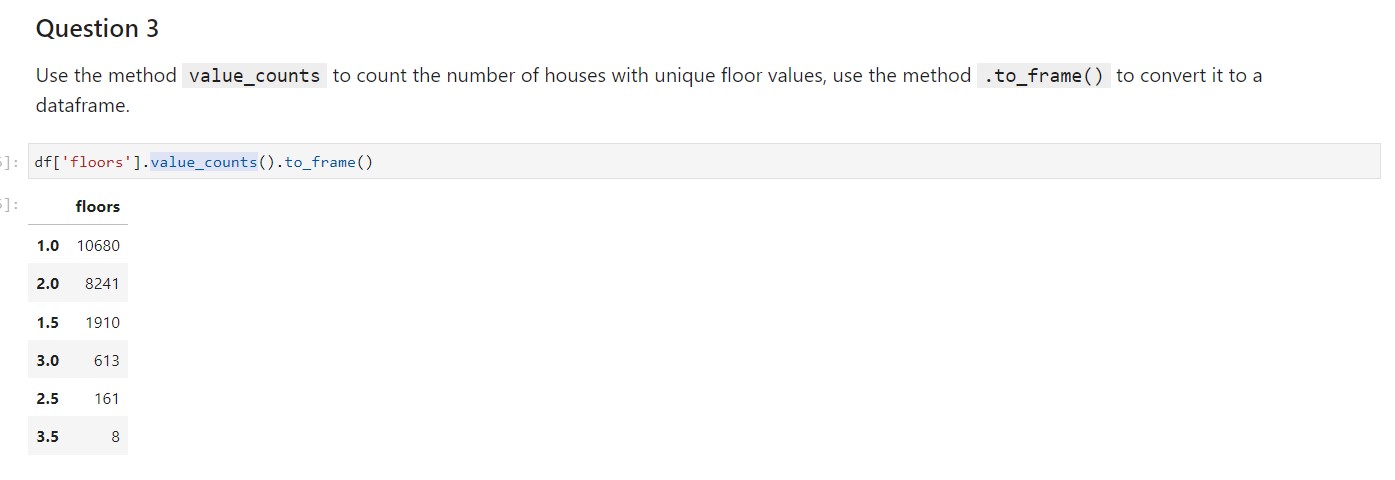 Question 3
Use the method value_counts to count the number of houses with unique floor values, use the method .to_frame() to convert it to a
dataframe.
]: df['floors'].value_counts().to_frame()
]:
floors
1.0 10680
2.0 8241
1.5 1910
3.0 613
2.5 161
3.5 8